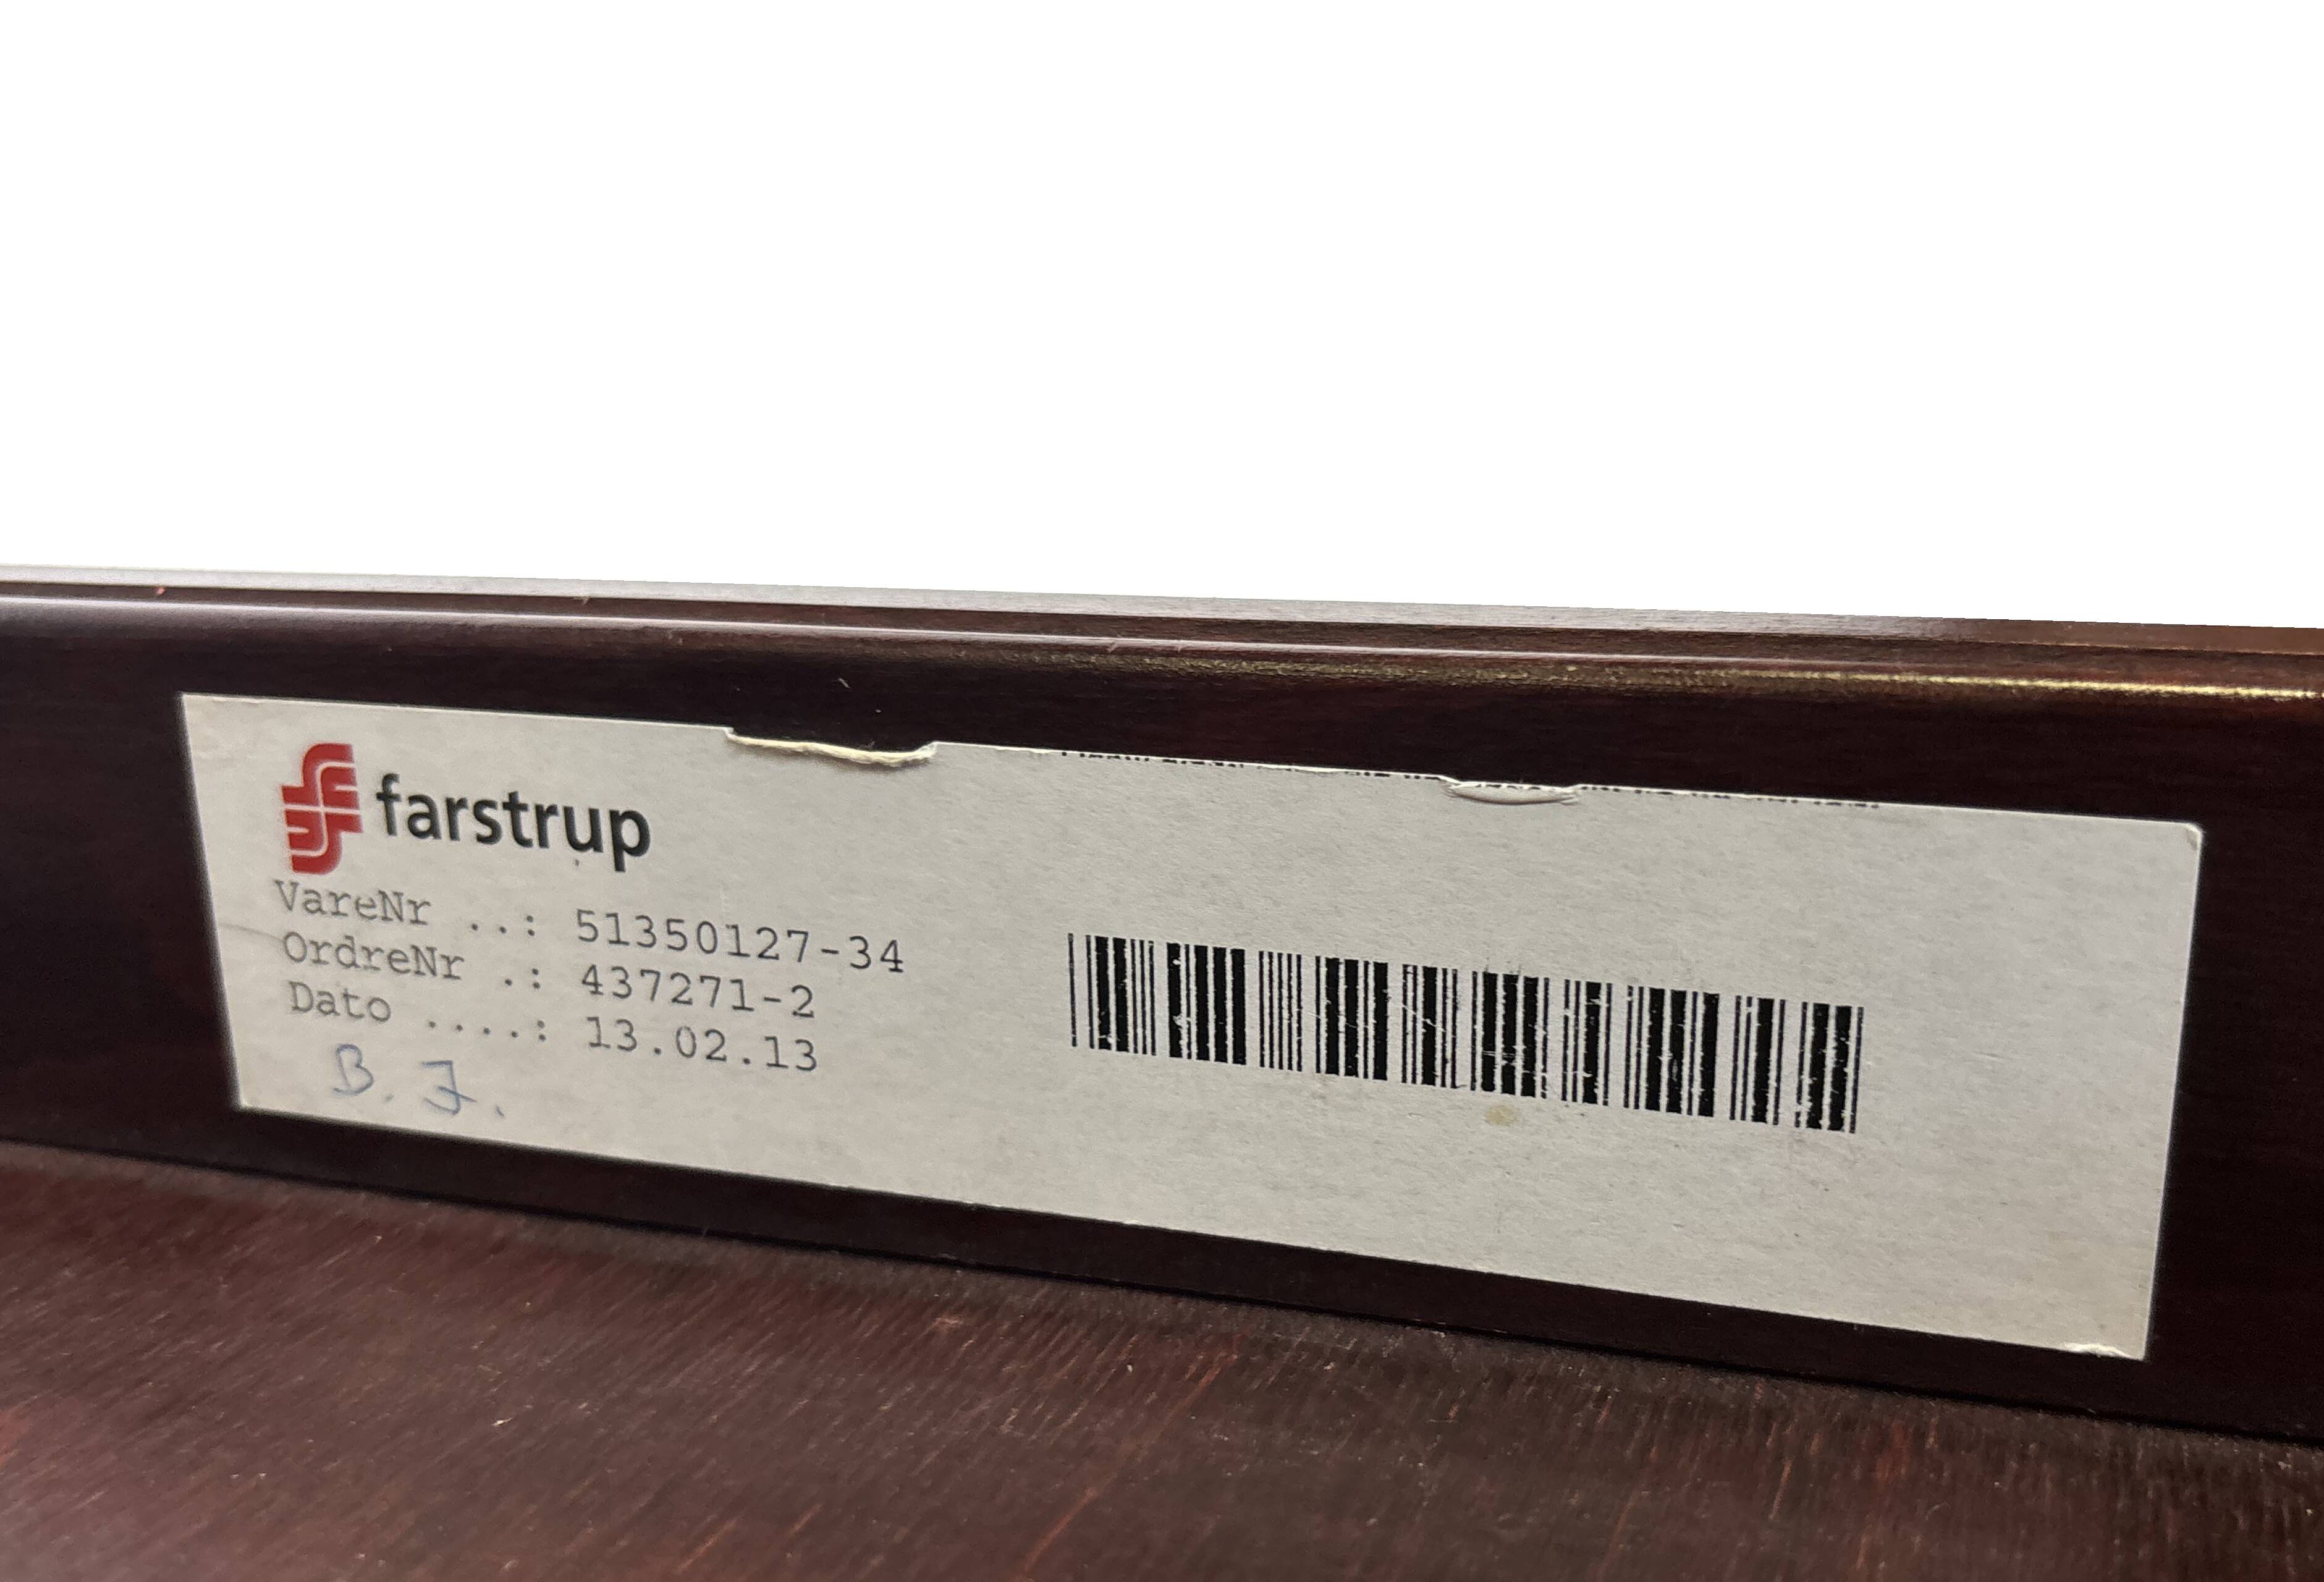 farstrup
VareNr ..: 51350127-34
OrdreNr .: 437271-2
Dato ....: 13.02.13
B. J.